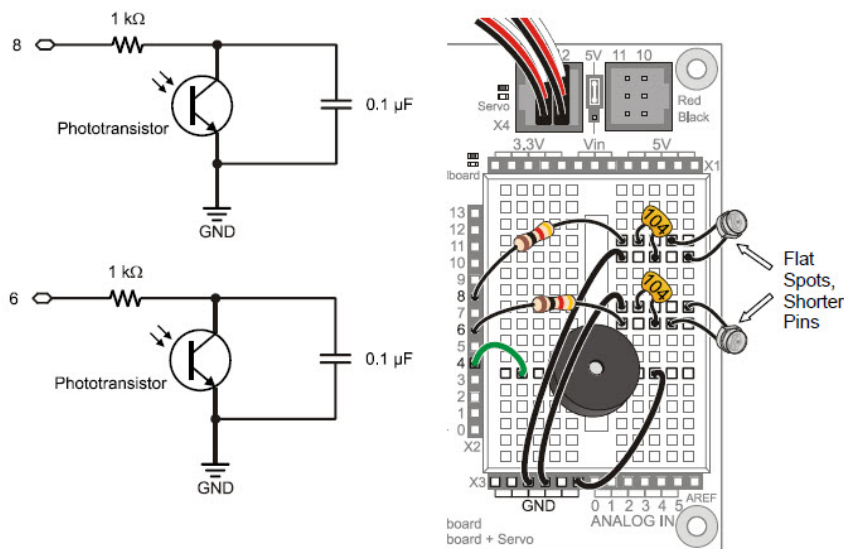 1 kΩ
8
Phototransistor
0.1 µF
GND
1 kΩ
6
Phototransistor
0.1 µF
GND
2 5V 11 10
Servo
X4
Red
Black
3.3V Vin 5V
X1
board
13
12
11
10
9
8
7
6
5
4
3
2
1
0
X2
104
104
Flat
Spots,
Shorter
Pins
X3
GND
0 1 2 3 4 5
AREF
ANALOG IN
board
board + Servo